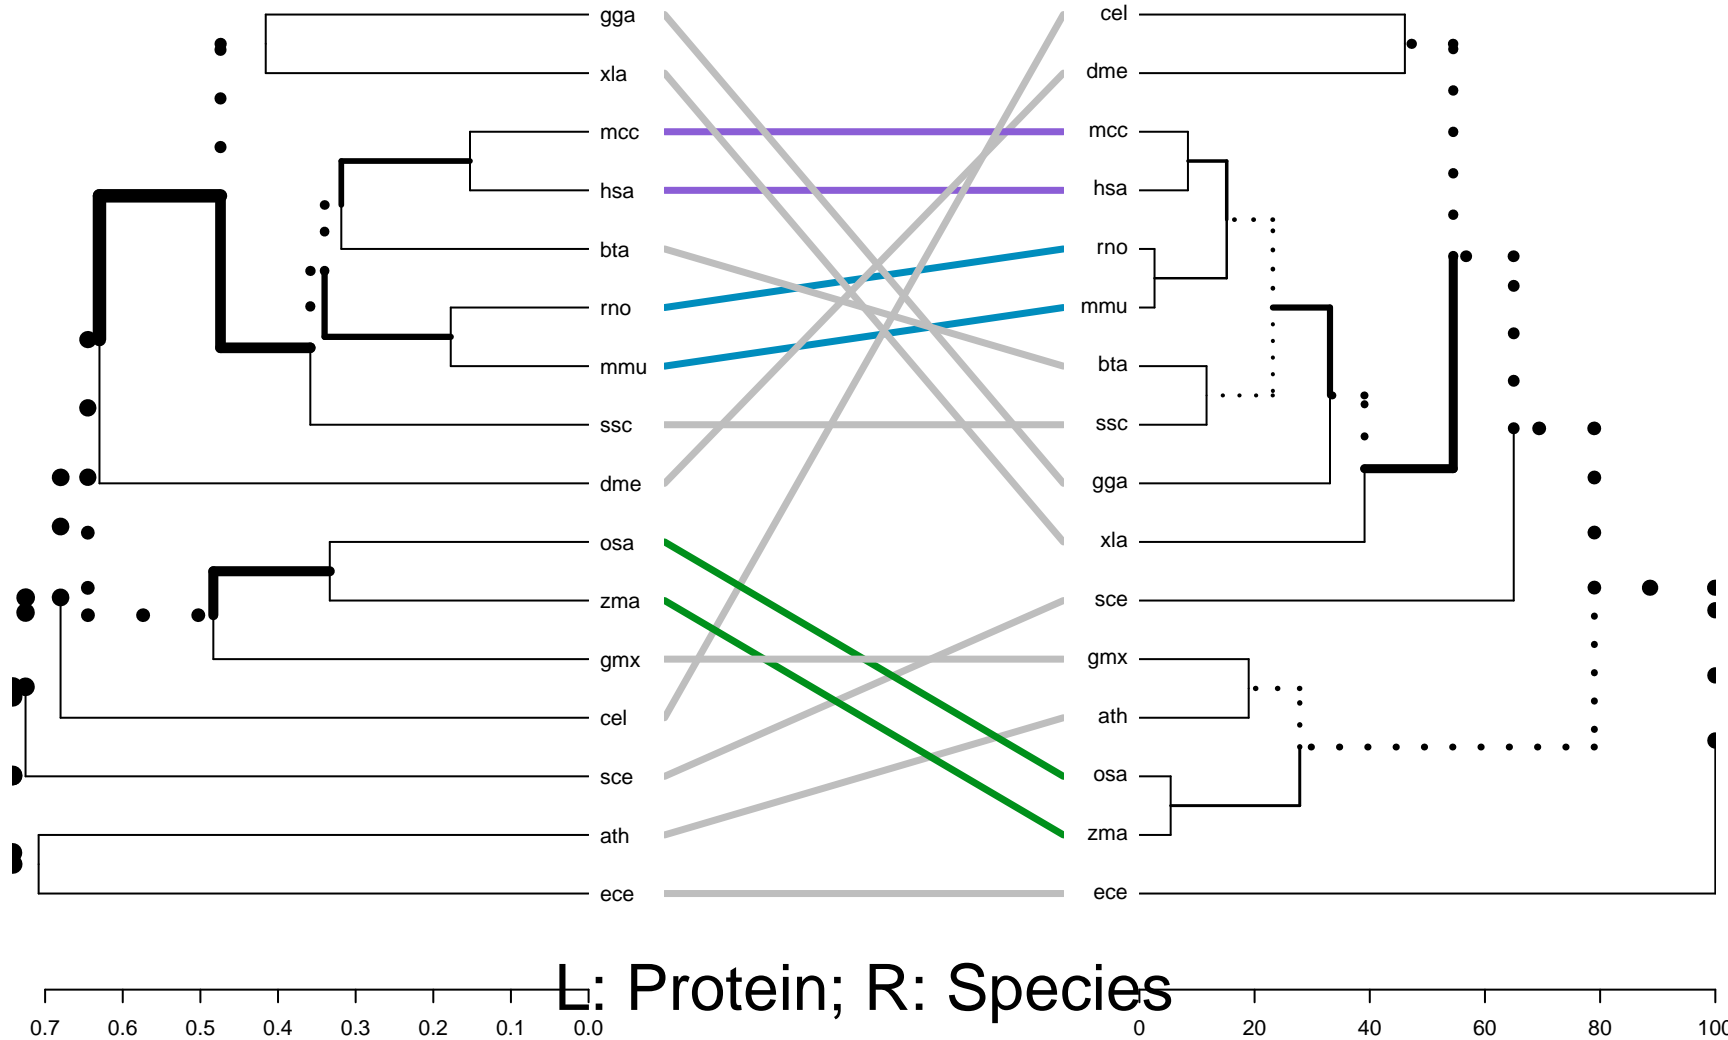 gga cel
xla dme
mcc mcc
hsa hsa
bta rno
rno mmu
mmu bta
ssc ssc
dme gga
osa xla
zma sce
gmx gmx
cel ath
sce osa
ath zma
ece ece
L: Protein; R: Species
0.7 0.6 0.5 0.4 0.3 0.2 0.1 0.0 0 20 40 60 80 100